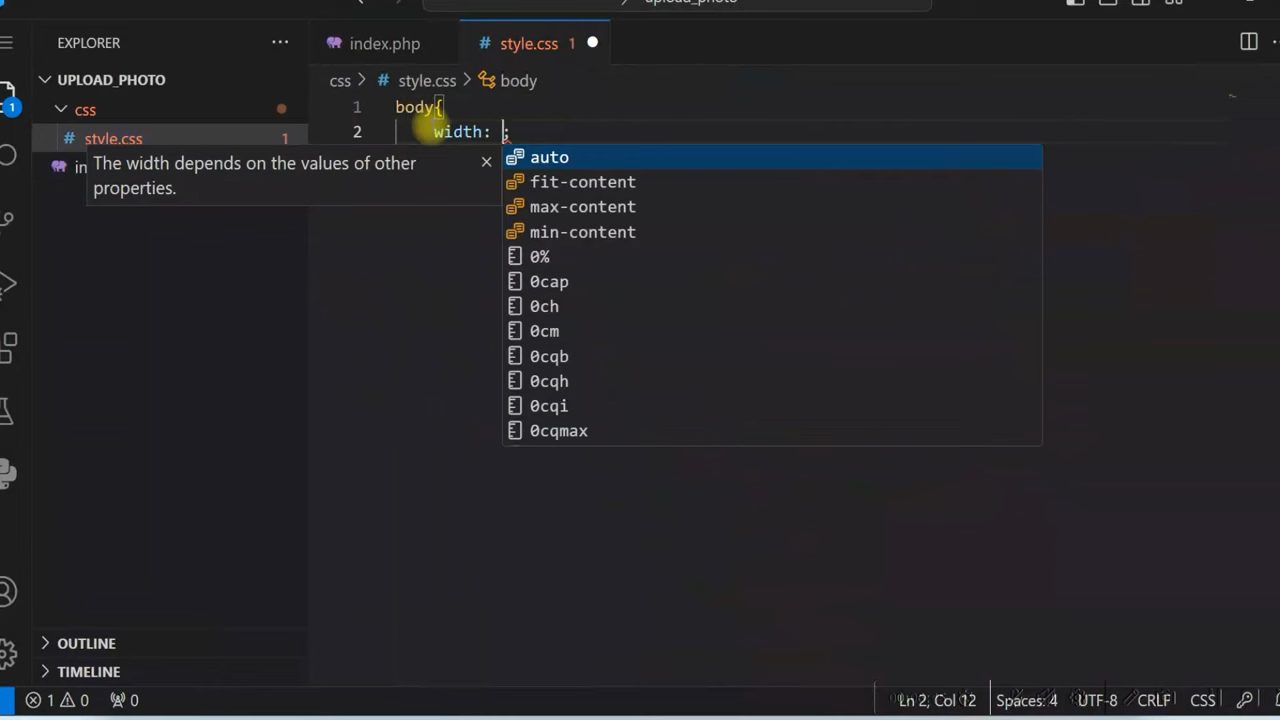 upload_photo
EXPLORER ...
index.php
# style.css 1
UPLOAD_PHOTO
css > # style.css > body
css
1 body{
# style.css 1
2 width: ;
The width depends on the values of other
properties.
in
auto
fit-content
max-content
min-content
0%
0cap
0ch
0cm
0cqb
0cqh
0cqi
0cqmax
1
OUTLINE
TIMELINE
1 0 0
Ln 2, Col 12
Spaces: 4
UTF-8
CRLF
CSS